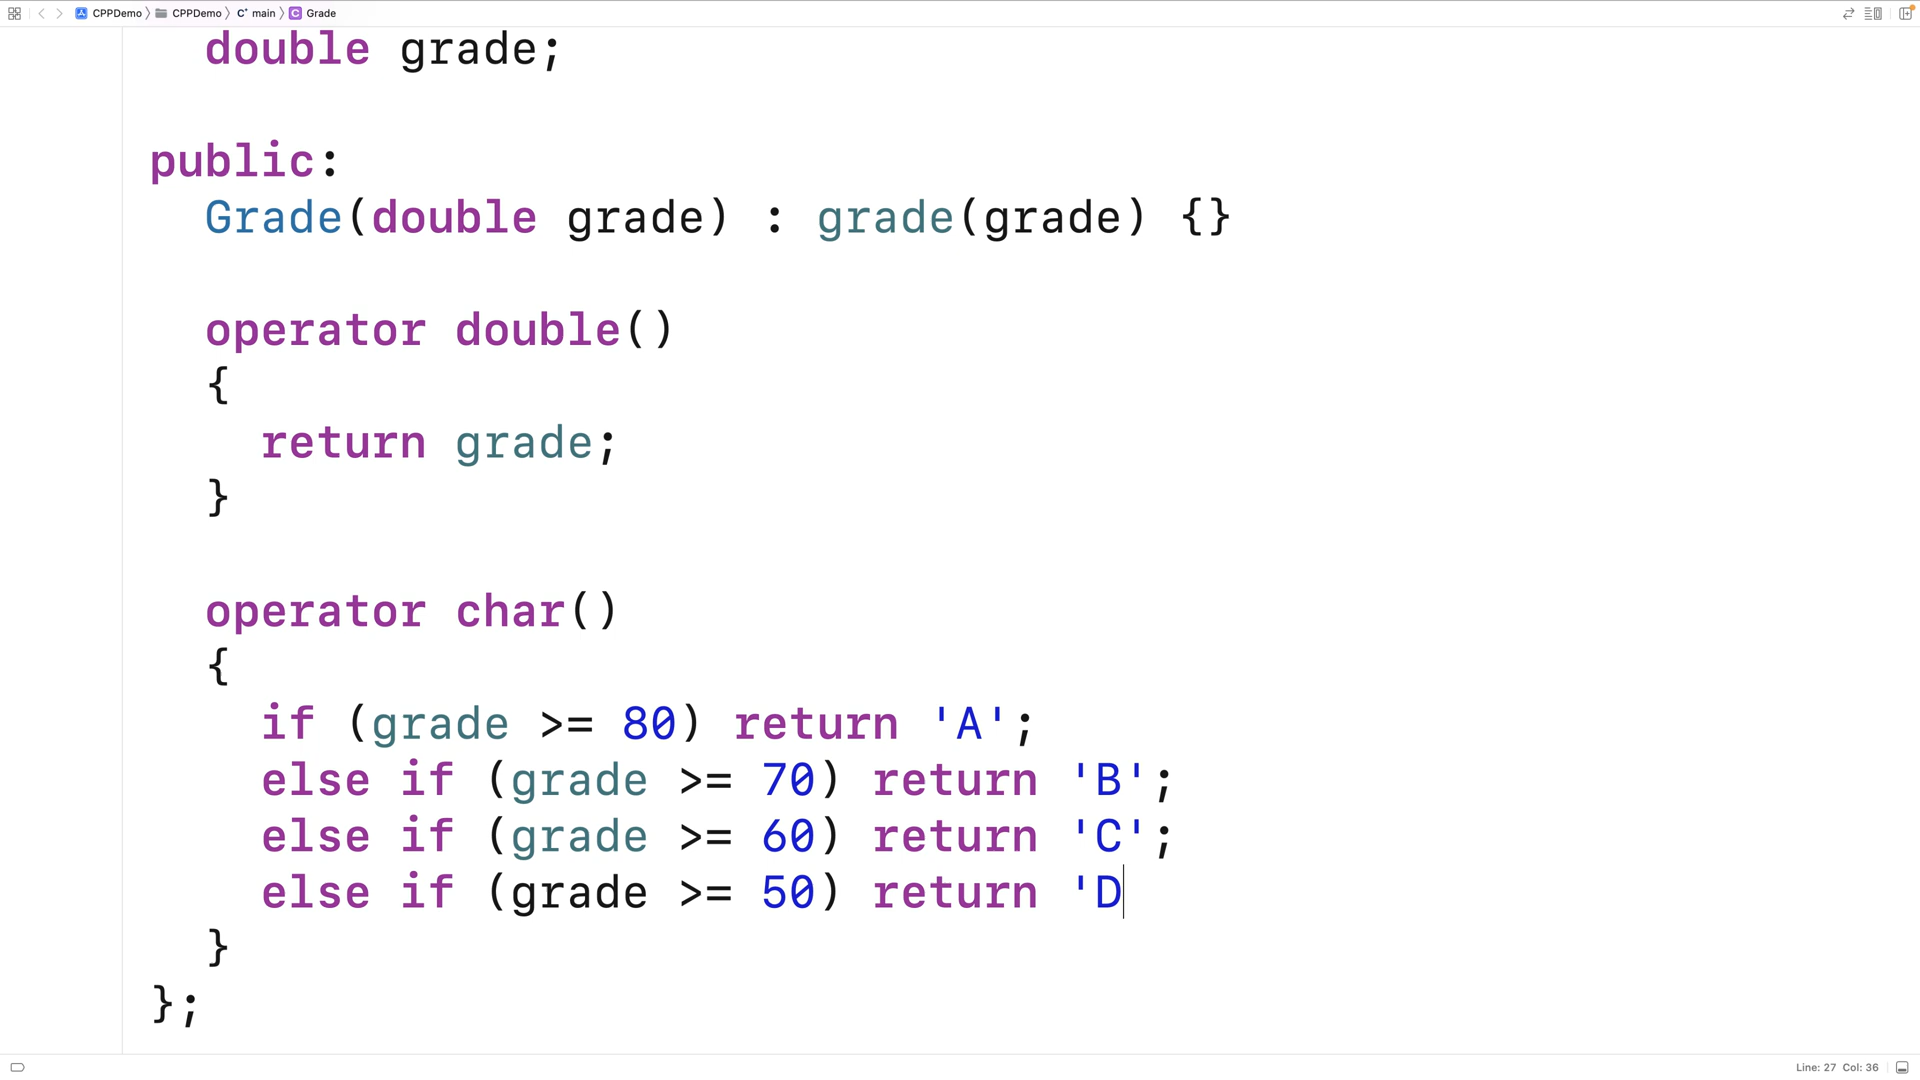 CPPDemo 〉 CPPDemo 〉 C⁺ main 〉 C Grade
double grade;
public:
Grade(double grade) : grade(grade) {}
operator double()
{
return grade;
}
operator char()
{
if (grade >= 80) return 'A';
else if (grade >= 70) return 'B';
else if (grade >= 60) return 'C';
else if (grade >= 50) return 'D
}
};
Line: 27 Col: 36